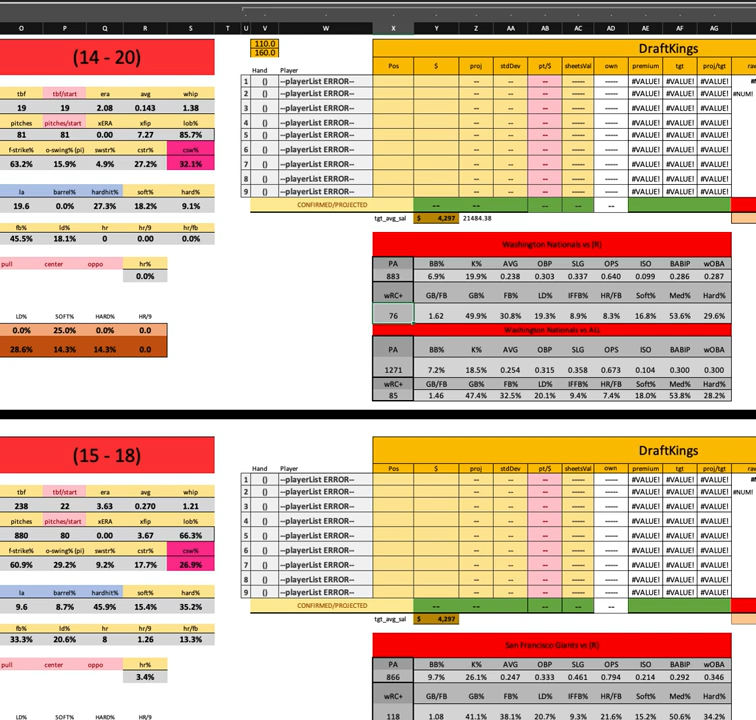 O P Q R S T U V W X Y Z AA AB AC AD AE AF AG
(14 - 20) 110.0 DraftKings
160.0
Hand Player Pos $ proj stdDev pt/$ sheetsVal own premium tgt proj/tgt
tbf tbf/start era avg whip 1 () --playerList ERROR-- -- -- -- ----- ----- #VALUE! #VALUE! #VALUE!
19 19 2.08 0.143 1.38 2 () --playerList ERROR-- -- -- -- ----- ----- #VALUE! #VALUE! #VALUE! #NUM!
3 () --playerList ERROR-- -- -- -- ----- ----- #VALUE! #VALUE! #VALUE!
pitches pitches/start xERA xfip lob% 4 () --playerList ERROR-- -- -- -- ----- ----- #VALUE! #VALUE! #VALUE!
81 81 0.00 7.27 85.7% 5 () --playerList ERROR-- -- -- -- ----- ----- #VALUE! #VALUE! #VALUE!
f-strike% o-swing% (pi) swstr% cstr% csw% 6 () --playerList ERROR-- -- -- -- ----- ----- #VALUE! #VALUE! #VALUE!
63.2% 15.9% 4.9% 27.2% 32.1% 7 () --playerList ERROR-- -- -- -- ----- ----- #VALUE! #VALUE! #VALUE!
8 () --playerList ERROR-- -- -- -- ----- ----- #VALUE! #VALUE! #VALUE!
la barrel% hardhit% soft% hard% 9 () --playerList ERROR-- -- -- -- ----- ----- #VALUE! #VALUE! #VALUE!
19.6 0.0% 27.3% 18.2% 9.1% CONFIRMED/PROJECTED -- -- -- -- --
tgt_avg_sal $ 4,297 21484.38
fb% ld% hr hr/9 hr/fb
45.5% 18.1% 0 0.00 0.0% Washington Nationals vs (R)
pull center oppo hr% PA BB% K% AVG OBP SLG OPS ISO BABIP wOBA
0.0% 883 6.9% 19.9% 0.238 0.303 0.337 0.640 0.099 0.286 0.287
wRC+ GB/FB GB% FB% LD% IFFB% HR/FB Soft% Med% Hard%
LD% SOFT% HARD% HR/9 76 1.62 49.9% 30.8% 19.3% 8.9% 8.3% 16.8% 53.6% 29.6%
0.0% 25.0% 0.0% 0.0 Washington Nationals vs ALL
28.6% 14.3% 14.3% 0.0 PA BB% K% AVG OBP SLG OPS ISO BABIP wOBA
1271 7.2% 18.5% 0.254 0.315 0.358 0.673 0.104 0.300 0.300
wRC+ GB/FB GB% FB% LD% IFFB% HR/FB Soft% Med% Hard%
85 1.46 47.4% 32.5% 20.1% 9.4% 7.4% 18.0% 53.8% 28.2%
(15 - 18) DraftKings
Hand Player Pos $ proj stdDev pt/$ sheetsVal own premium tgt proj/tgt
1 () --playerList ERROR-- -- -- -- ----- ----- #VALUE! #VALUE! #VALUE!
tbf tbf/start era avg whip 2 () --playerList ERROR-- -- -- -- ----- ----- #VALUE! #VALUE! #VALUE! #NUM!
238 22 3.63 0.270 1.21 3 () --playerList ERROR-- -- -- -- ----- ----- #VALUE! #VALUE! #VALUE!
pitches pitches/start xERA xfip lob% 4 () --playerList ERROR-- -- -- -- ----- ----- #VALUE! #VALUE! #VALUE!
880 80 0.00 3.67 66.3% 5 () --playerList ERROR-- -- -- -- ----- ----- #VALUE! #VALUE! #VALUE!
f-strike% o-swing% (pi) swstr% cstr% csw% 6 () --playerList ERROR-- -- -- -- ----- ----- #VALUE! #VALUE! #VALUE!
60.9% 29.2% 9.2% 17.7% 26.9% 7 () --playerList ERROR-- -- -- -- ----- ----- #VALUE! #VALUE! #VALUE!
8 () --playerList ERROR-- -- -- -- ----- ----- #VALUE! #VALUE! #VALUE!
la barrel% hardhit% soft% hard% 9 () --playerList ERROR-- -- -- -- ----- ----- #VALUE! #VALUE! #VALUE!
9.6 8.7% 45.9% 15.4% 35.2% CONFIRMED/PROJECTED -- -- -- -- --
tgt_avg_sal $ 4,297
fb% ld% hr hr/9 hr/fb
33.3% 20.6% 8 1.26 13.3% San Francisco Giants vs (R)
pull center oppo hr% PA BB% K% AVG OBP SLG OPS ISO BABIP wOBA
3.4% 866 9.7% 26.1% 0.247 0.333 0.461 0.794 0.214 0.292 0.346
wRC+ GB/FB GB% FB% LD% IFFB% HR/FB Soft% Med% Hard%
LD% SOFT% HARD% HR/9 118 1.08 41.1% 38.1% 20.7% 9.3% 21.6% 15.2% 50.6% 34.2%